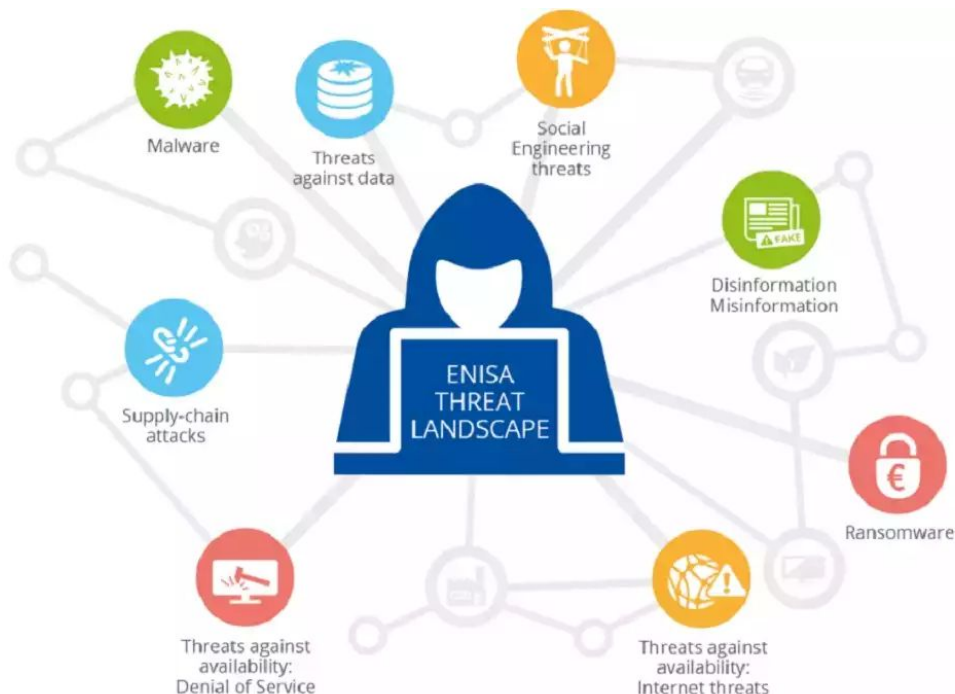 Malware
Threats
against data
Social
Engineering
threats
FAKE
Disinformation
Misinformation
ENISA
THREAT
LANDSCAPE
Supply-chain
attacks
€
Ransomware
Threats against
availability:
Denial of Service
Threats against
availability:
Internet threats